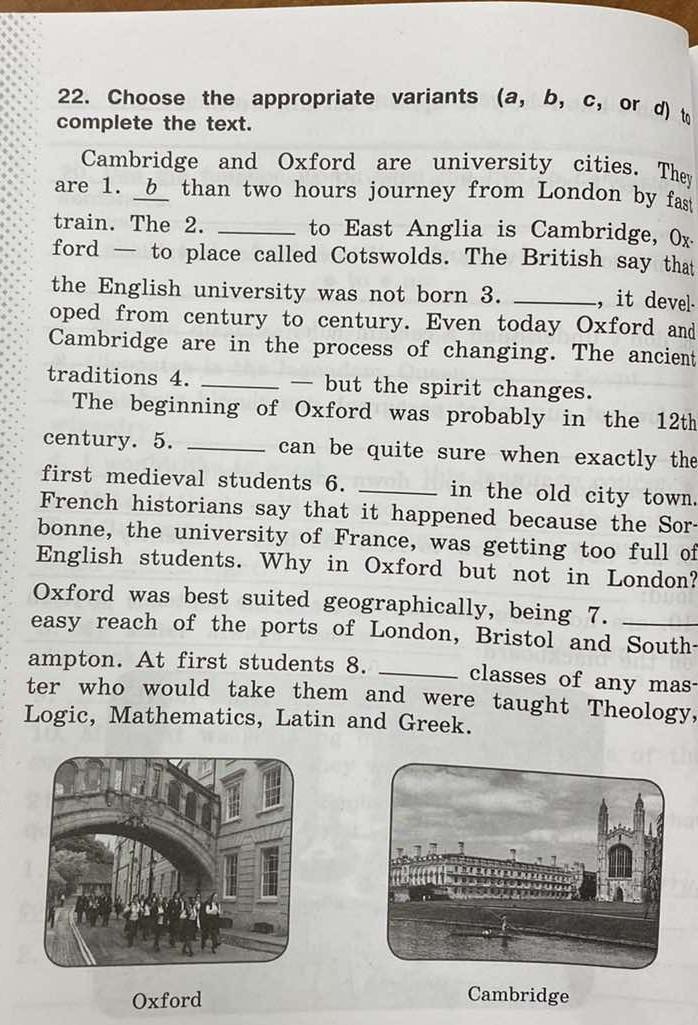 22. Choose the appropriate variants (a, b, c, or d) to
complete the text.
Cambridge and Oxford are university cities. They
are 1. b than two hours journey from London by fast
train. The 2. ______ to East Anglia is Cambridge, Ox-
ford — to place called Cotswolds. The British say that
the English university was not born 3. ______, it devel-
oped from century to century. Even today Oxford and
Cambridge are in the process of changing. The ancient
traditions 4. ______ — but the spirit changes.
The beginning of Oxford was probably in the 12th
century. 5. ______ can be quite sure when exactly the
first medieval students 6. ______ in the old city town.
French historians say that it happened because the Sor-
bonne, the university of France, was getting too full of
English students. Why in Oxford but not in London?
Oxford was best suited geographically, being 7. ______
easy reach of the ports of London, Bristol and South-
ampton. At first students 8. ______ classes of any mas-
ter who would take them and were taught Theology,
Logic, Mathematics, Latin and Greek.
Oxford
Cambridge